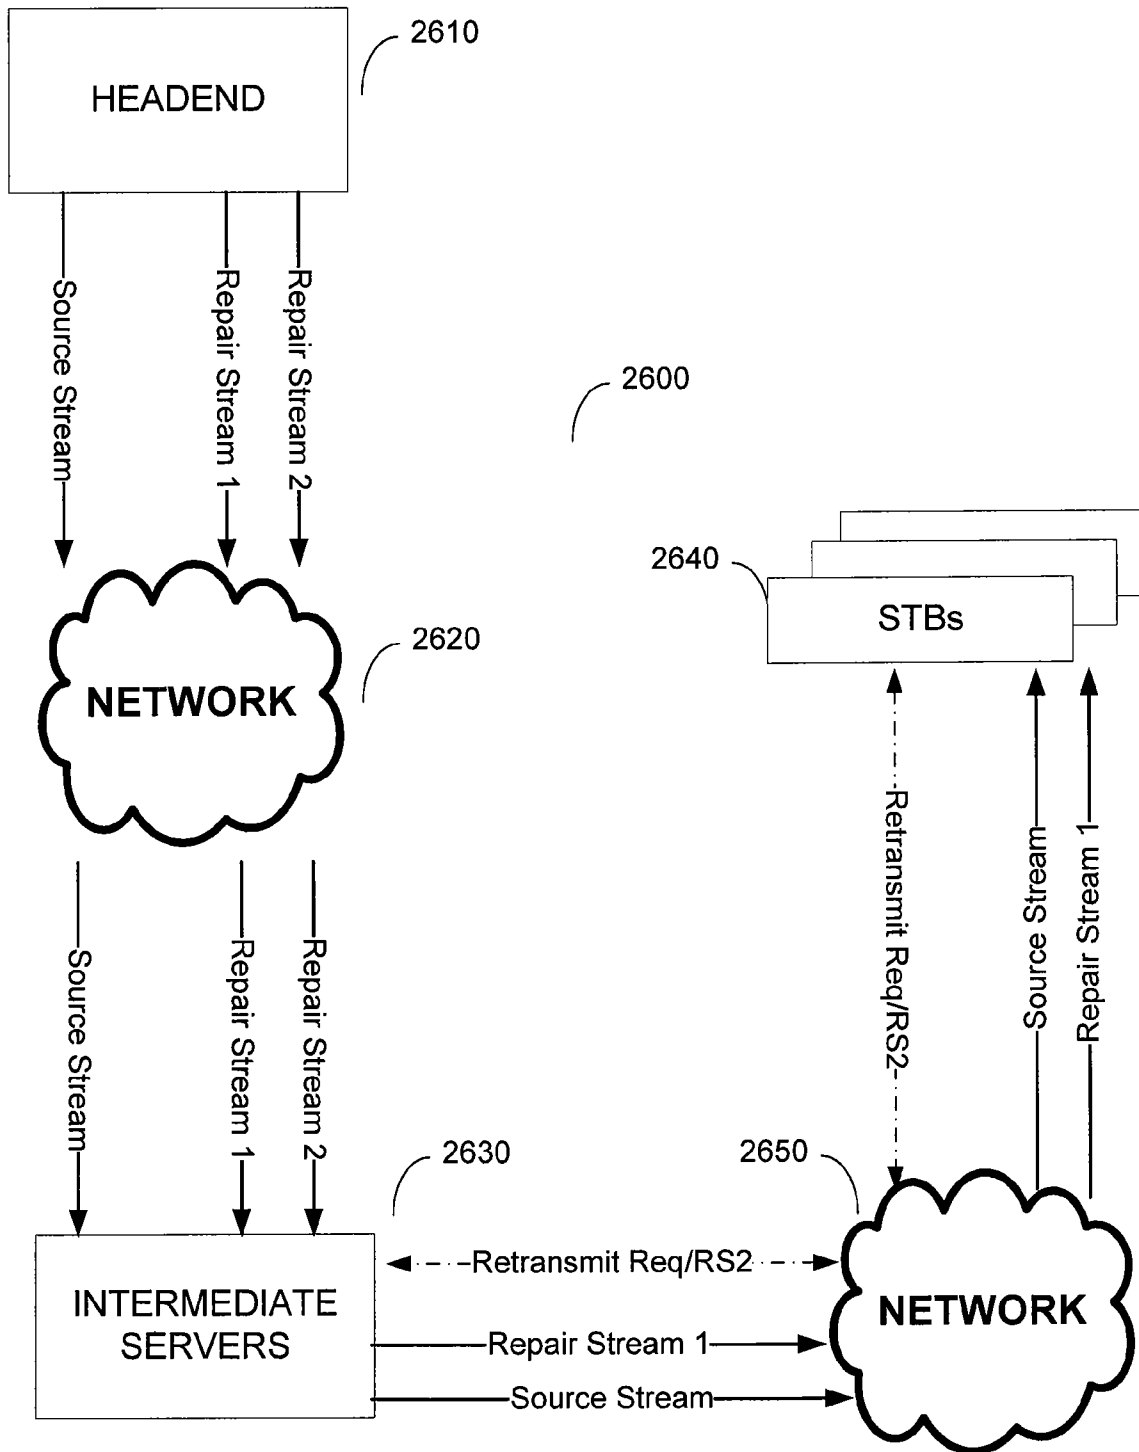 2610
HEADEND
Source Stream
Repair Stream 1
Repair Stream 2
2600
2640
STBs
2620
NETWORK
Retransmit Req/RS2
Source Stream
Repair Stream 1
Source Stream
Repair Stream 1
Repair Stream 2
2630
2650
Retransmit Req/RS2
INTERMEDIATE
SERVERS
NETWORK
Repair Stream 1
Source Stream